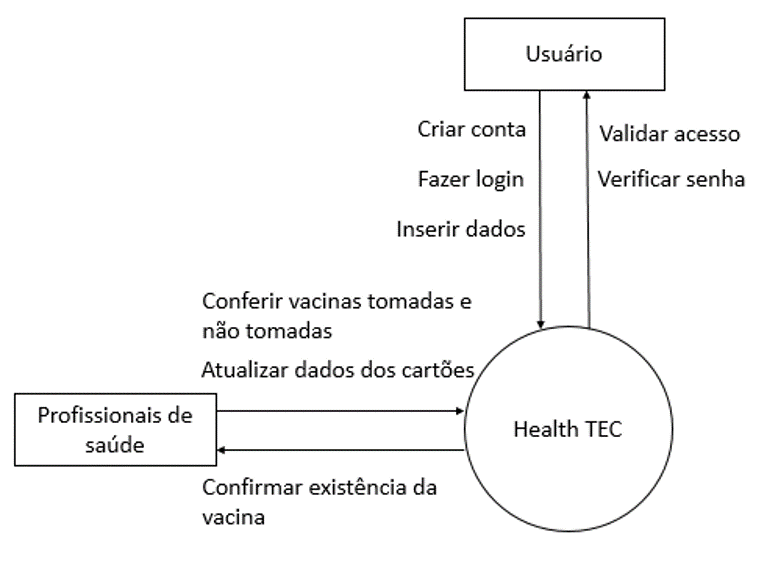 Usuário
Criar conta
Validar acesso
Fazer login
Verificar senha
Inserir dados
Conferir vacinas tomadas e
não tomadas
Atualizar dados dos cartões
Profissionais de
saúde
Health TEC
Confirmar existência da
vacina